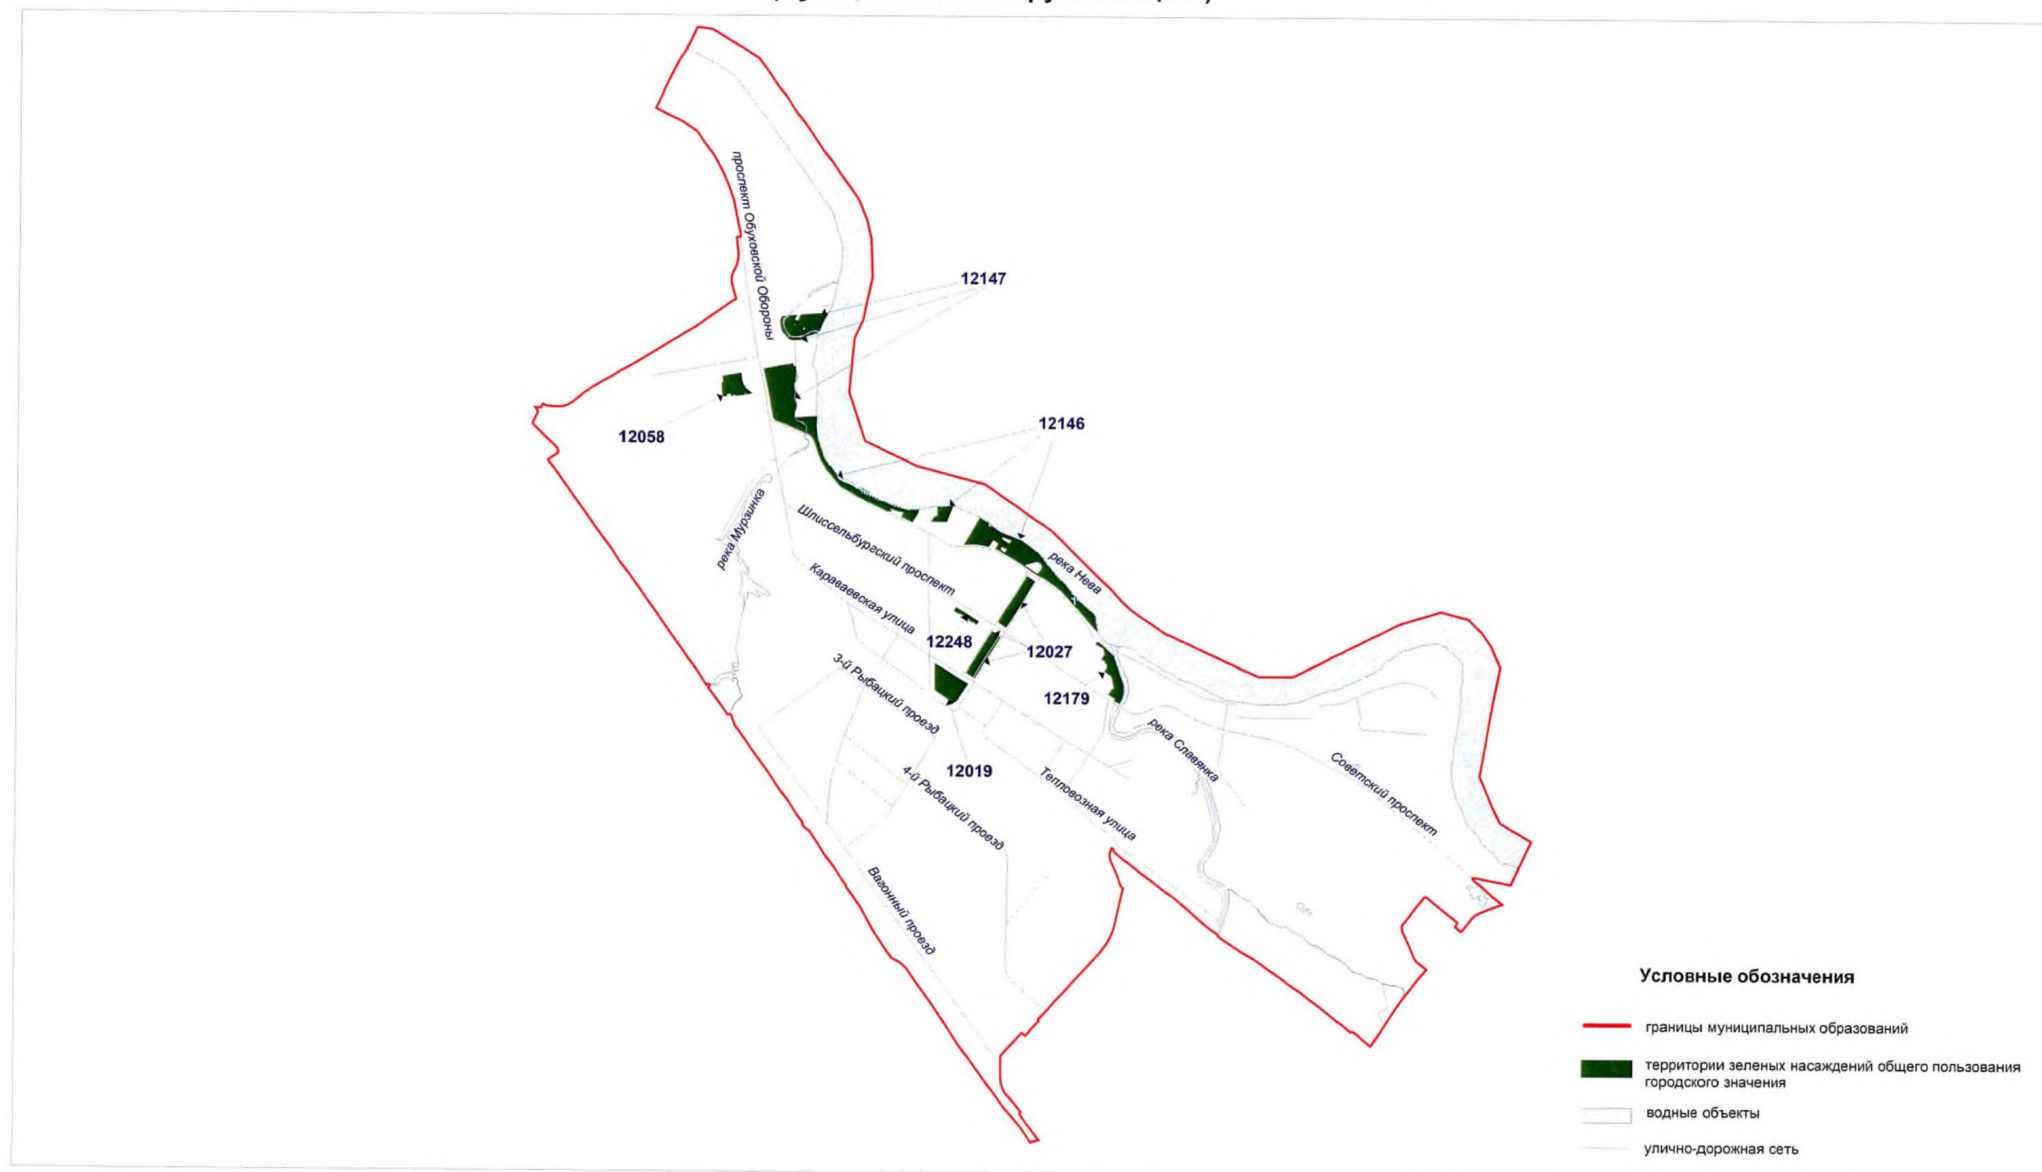 проспект Обуховской Обороны
12147
12058
12146
река Мурзинка
Шлиссельбургский проспект
река Нева
Караваевская улица
12248
12027
3-й Рыбацкий проезд
12179
12019
4-й Рыбацкий проезд
Тепловозная улица
река Славянка
Советский проспект
Вагонный проезд
Условные обозначения
границы муниципальных образований
территории зеленых насаждений общего пользования
городского значения
водные объекты
улично-дорожная сеть